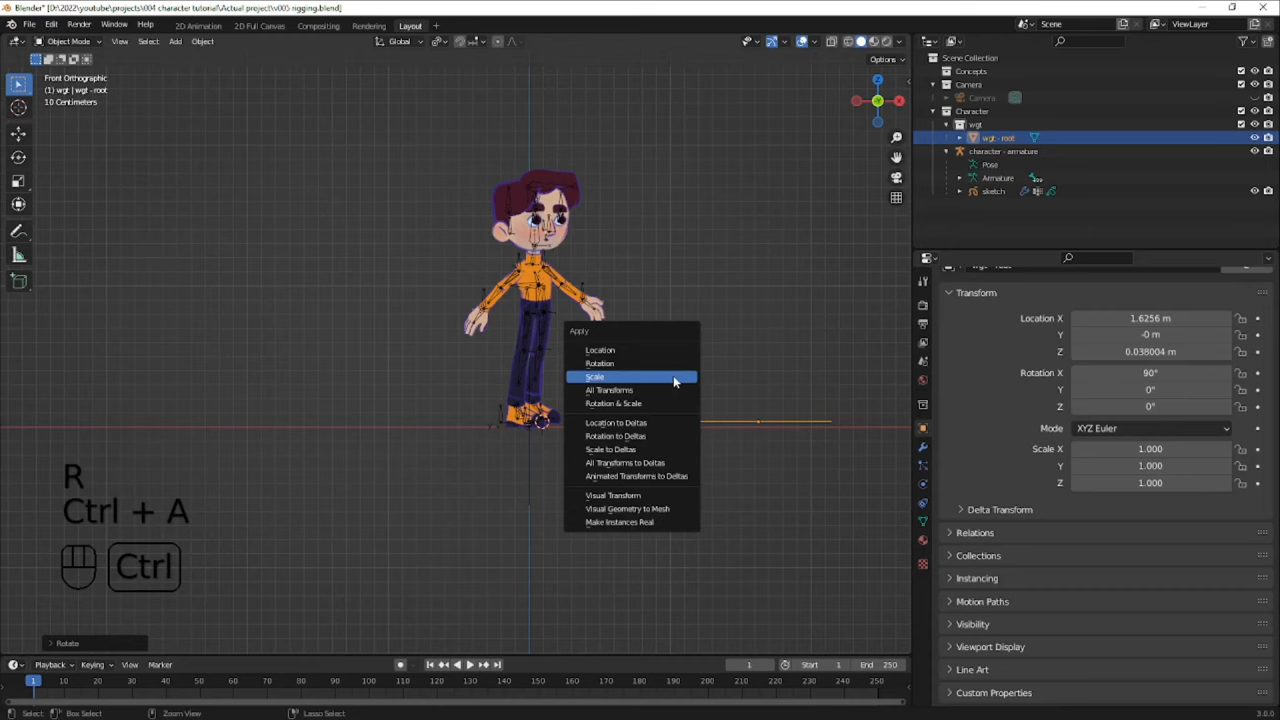 Blender* [D:\2022\youtube\projects\004 character tutorial\Actual project\v005 rigging.blend]
File Edit Render Window Help 2D Animation 2D Full Canvas Compositing Rendering Layout + Scene ViewLayer
Object Mode View Select Add Object Global
Options
Front Orthographic
(1) wgt | wgt - root
10 Centimeters
Z
Y
X
Scene Collection
Concepts
Camera
Camera
Character
wgt
wgt - root
character - armature
Pose
Armature
sketch
Apply
Location
Rotation
Scale
All Transforms
Rotation & Scale
Location to Deltas
Rotation to Deltas
Scale to Deltas
All Transforms to Deltas
Animated Transforms to Deltas
Visual Transform
Visual Geometry to Mesh
Make Instances Real
R
Ctrl + A
Ctrl
Rotate
Transform
Location X 1.6256 m
Y -0 m
Z 0.038004 m
Rotation X 90°
Y 0°
Z 0°
Mode XYZ Euler
Scale X 1.000
Y 1.000
Z 1.000
Delta Transform
Relations
Collections
Instancing
Motion Paths
Visibility
Viewport Display
Line Art
Custom Properties
Playback Keying View Marker 1 Start 1 End 250
1 10 20 30 40 50 60 70 80 90 100 110 120 130 140 150 160 170 180 190 200 210 220 230 240 250
Select Box Select Zoom View Lasso Select 3.0.0